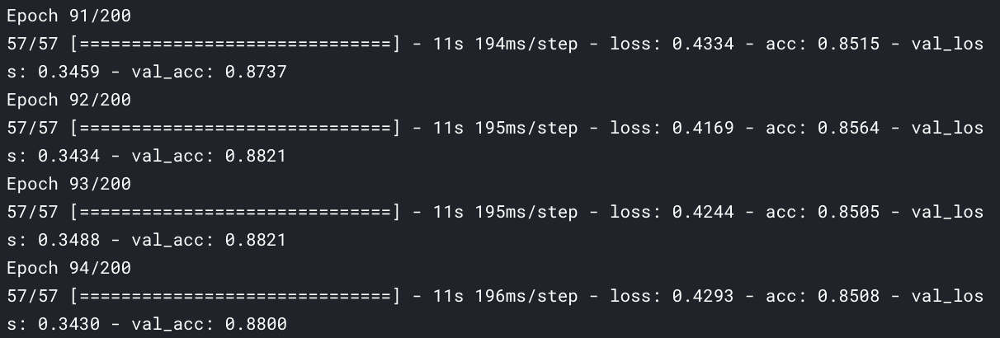 Epoch 91/200
57/57 [==============================] - 11s 194ms/step - loss: 0.4334 - acc: 0.8515 - val_los
s: 0.3459 - val_acc: 0.8737
Epoch 92/200
57/57 [==============================] - 11s 195ms/step - loss: 0.4169 - acc: 0.8564 - val_los
s: 0.3434 - val_acc: 0.8821
Epoch 93/200
57/57 [==============================] - 11s 195ms/step - loss: 0.4244 - acc: 0.8505 - val_los
s: 0.3488 - val_acc: 0.8821
Epoch 94/200
57/57 [==============================] - 11s 196ms/step - loss: 0.4293 - acc: 0.8508 - val_los
s: 0.3430 - val_acc: 0.8800